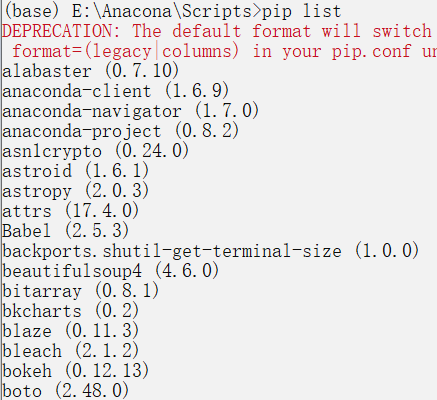 (base) E:\Anacona\Scripts>pip list
DEPRECATION: The default format will switch
format=(legacy|columns) in your pip.conf un
alabaster (0.7.10)
anaconda-client (1.6.9)
anaconda-navigator (1.7.0)
anaconda-project (0.8.2)
asn1crypto (0.24.0)
astroid (1.6.1)
astropy (2.0.3)
attrs (17.4.0)
Babel (2.5.3)
backports.shutil-get-terminal-size (1.0.0)
beautifulsoup4 (4.6.0)
bitarray (0.8.1)
bkcharts (0.2)
blaze (0.11.3)
bleach (2.1.2)
bokeh (0.12.13)
boto (2.48.0)